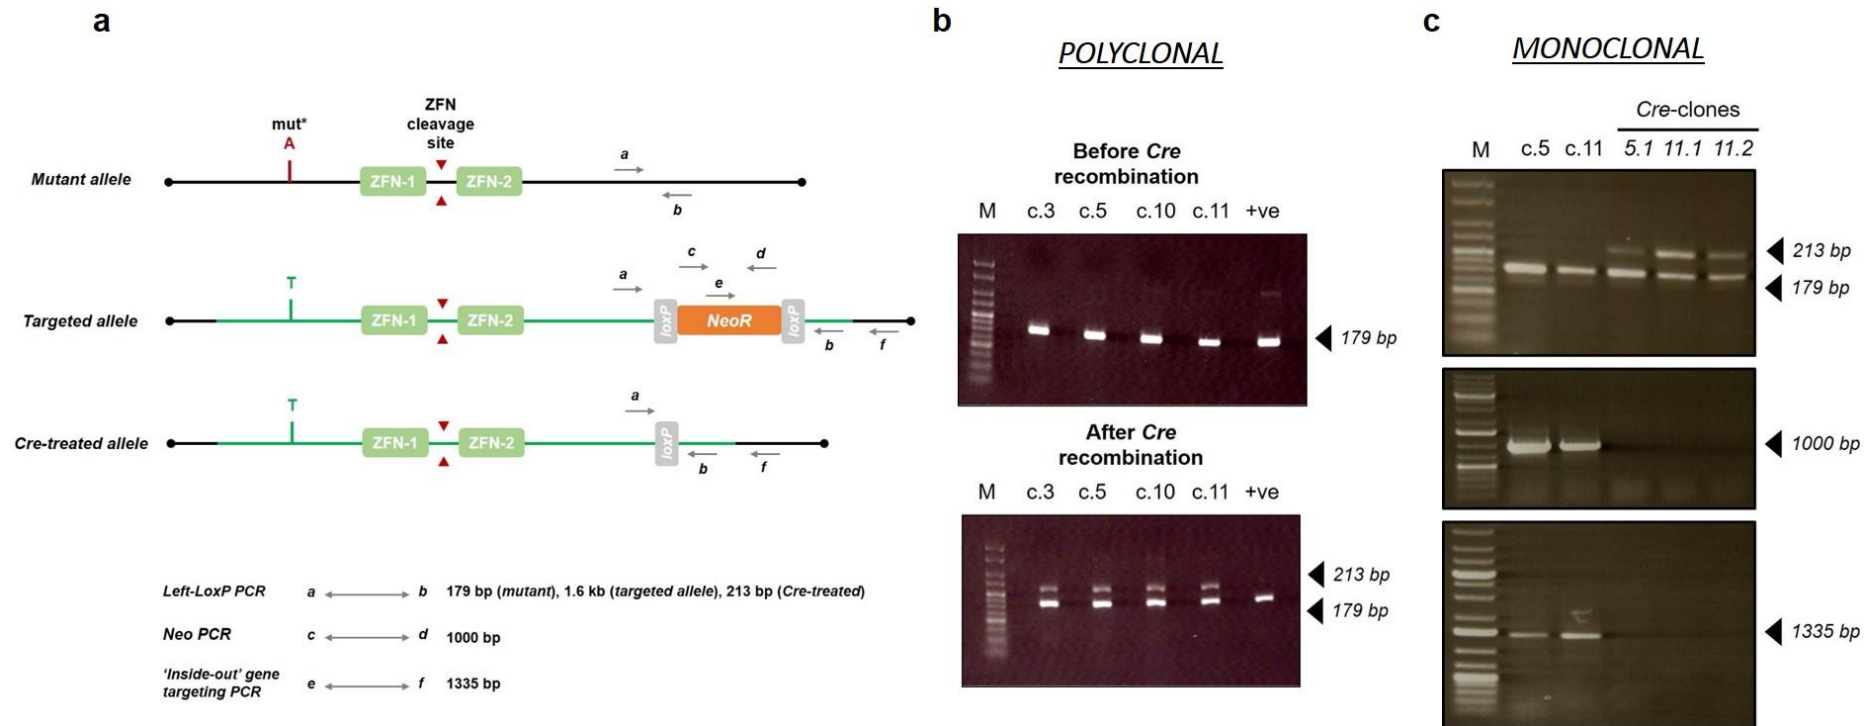 a
mut*
A
ZFN
cleavage
site
Mutant allele
ZFN-1
ZFN-2
a
b
Targeted allele
T
ZFN-1
ZFN-2
a
c
d
e
loxP
NeoR
loxP
b
f
Cre-treated allele
T
ZFN-1
ZFN-2
a
loxP
b
f
Left-LoxP PCR a b 179 bp (mutant), 1.6 kb (targeted allele), 213 bp (Cre-treated)
Neo PCR c d 1000 bp
'Inside-out' gene
targeting PCR e f 1335 bp
b
POLYCLONAL
Before Cre
recombination
M c.3 c.5 c.10 c.11 +ve
179 bp
After Cre
recombination
M c.3 c.5 c.10 c.11 +ve
213 bp
179 bp
c
MONOCLONAL
Cre-clones
M c.5 c.11 5.1 11.1 11.2
213 bp
179 bp
1000 bp
1335 bp